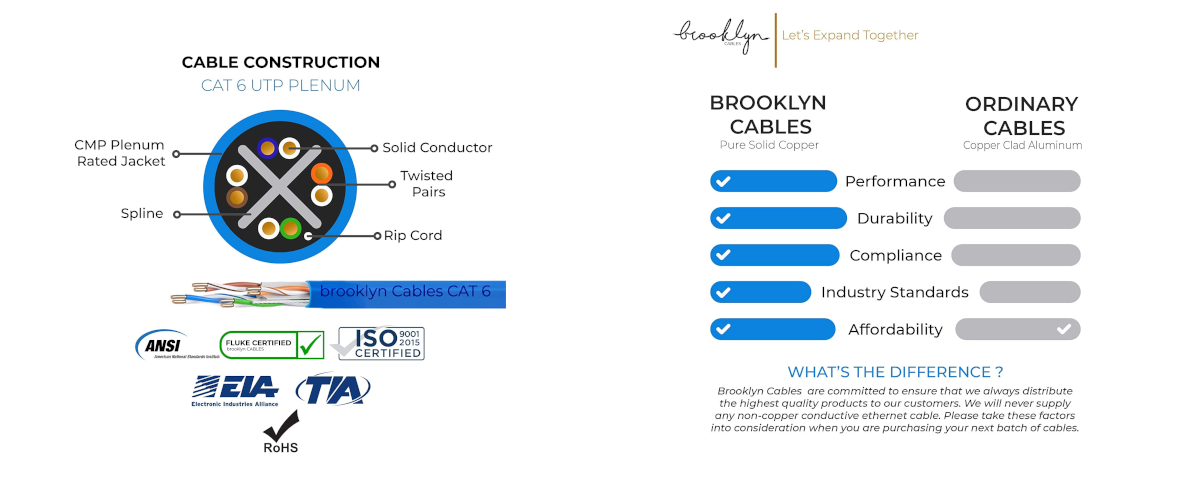 CABLE CONSTRUCTION
CAT 6 UTP PLENUM
CMP Plenum
Rated Jacket
Solid Conductor
Twisted
Pairs
Spline
Rip Cord
brooklyn Cables CAT 6
ANSI
American National Standards Institute
FLUKE CERTIFIED
brooklyn CABLES
ISO 9001
2015
CERTIFIED
EIA
Electronic Industries Alliance
TIA
RoHS
brooklyn
CABLES
Let's Expand Together
BROOKLYN
CABLES
Pure Solid Copper
ORDINARY
CABLES
Copper Clad Aluminum
Performance
Durability
Compliance
Industry Standards
Affordability
WHAT'S THE DIFFERENCE ?
Brooklyn Cables are committed to ensure that we always distribute
the highest quality products to our customers. We will never supply
any non-copper conductive ethernet cable. Please take these factors
into consideration when you are purchasing your next batch of cables.